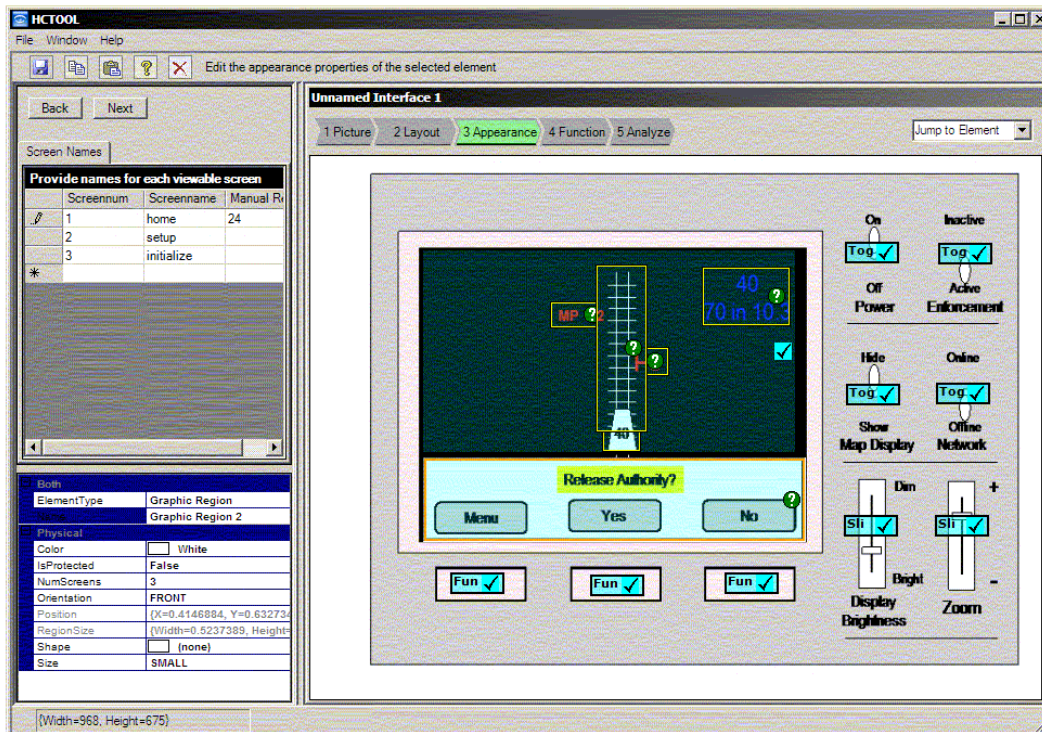 HCTOOL
File Window Help
Edit the appearance properties of the selected element
Back Next
Screen Names
Provide names for each viewable screen
Screennum Screenname Manual Re
1 home 24
2 setup
3 initialize
Both
ElementType Graphic Region
Graphic Region 2
Physical
Color White
IsProtected False
NumScreens 3
Orientation FRONT
Position {X=0.4146884, Y=0.632734
RegionSize {Width=0.5237389, Height=
Shape (none)
Size SMALL
{Width=968, Height=675}
Unnamed Interface 1
1 Picture 2 Layout 3 Appearance 4 Function 5 Analyze
Jump to Element
MP 2
40
70 in 10.3
40
Release Authority?
Menu Yes No
Fun Fun Fun
On Inactive
Tog Tog
Off Active
Power Enforcement
Hide Online
Tog Tog
Show Offline
Map Display Network
Dim +
Sli Sli
Bright -
Display Zoom
Brightness